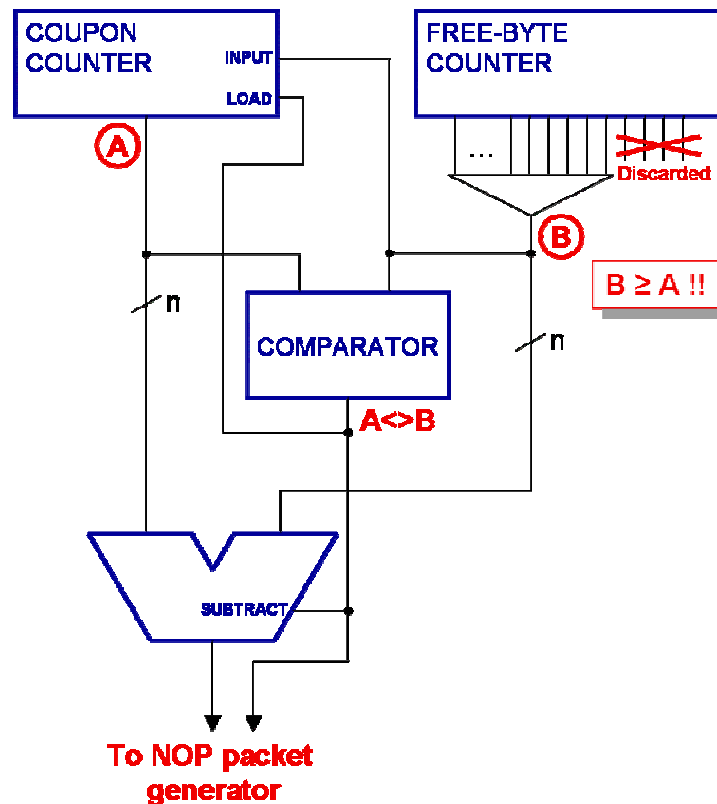 COUPON
COUNTER
INPUT
LOAD
FREE-BYTE
COUNTER
A
...
Discarded
B
B ≥ A !!
n
COMPARATOR
n
A<>B
SUBTRACT
To NOP packet
generator